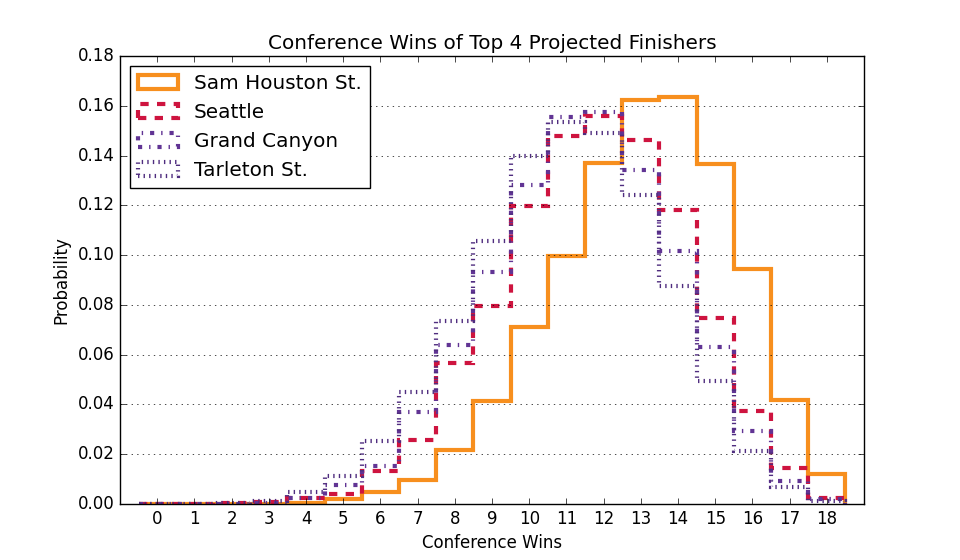 Conference Wins of Top 4 Projected Finishers
0.18
0.16
0.14
0.12
0.10
0.08
0.06
0.04
0.02
0.00
Probability
Sam Houston St.
Seattle
Grand Canyon
Tarleton St.
0 1 2 3 4 5 6 7 8 9 10 11 12 13 14 15 16 17 18
Conference Wins